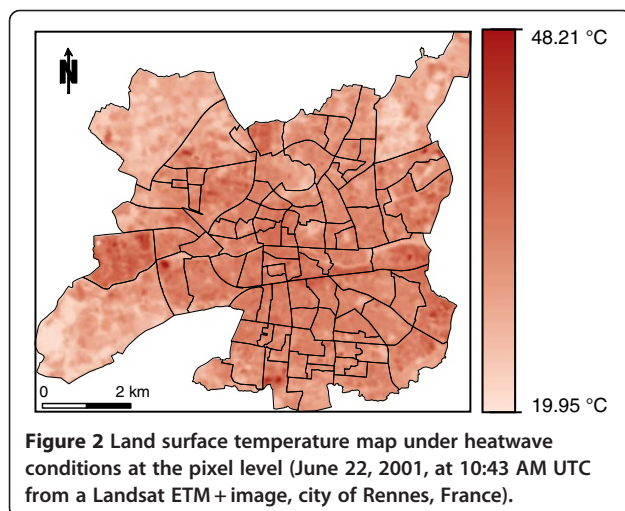 N
48.21 °C
0 2 km
19.95 °C
Figure 2 Land surface temperature map under heatwave
conditions at the pixel level (June 22, 2001, at 10:43 AM UTC
from a Landsat ETM + image, city of Rennes, France).